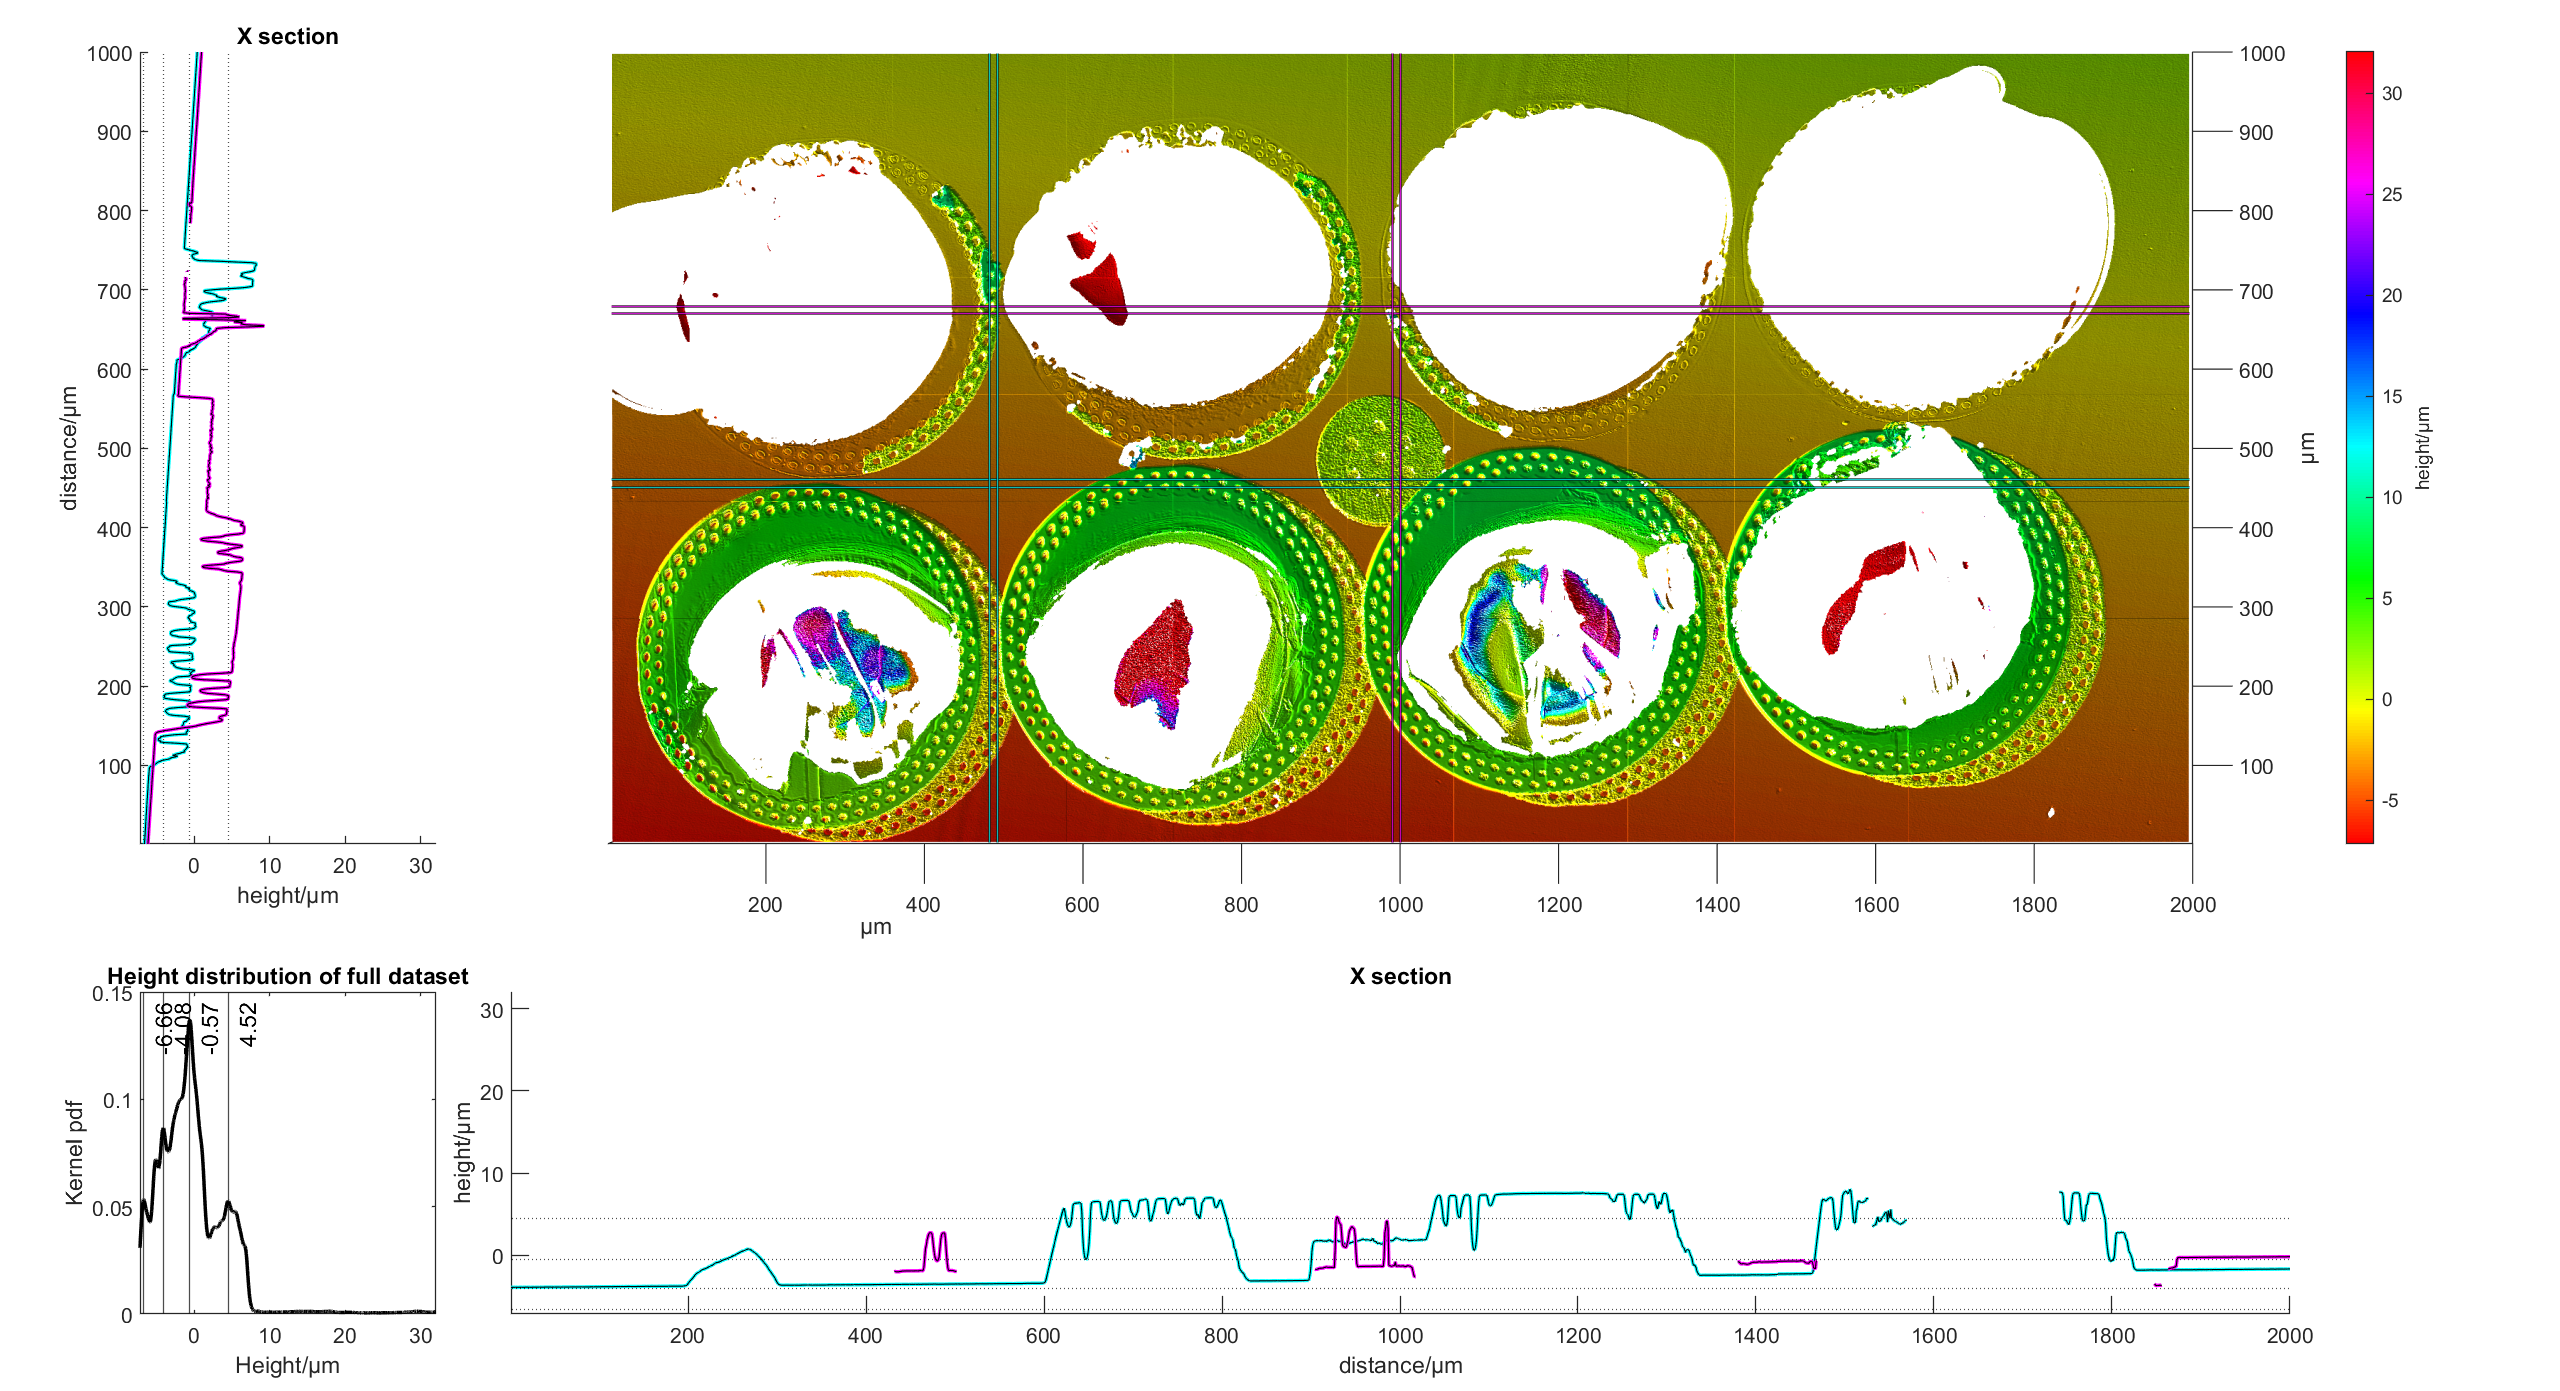 X section
1000
900
800
700
600
500
400
300
200
100
distance/µm
0 10 20 30
height/µm
1000
900
800
700
600
500
400
300
200
100
µm
200 400 600 800 1000 1200 1400 1600 1800 2000
µm
30
25
20
15
10
5
0
-5
height/µm
Height distribution of full dataset
0.15
0.1
0.05
0
Kernel pdf
-6.66
-4.08
-0.57
4.52
0 10 20 30
Height/µm
X section
30
20
10
0
height/µm
200 400 600 800 1000 1200 1400 1600 1800 2000
distance/µm